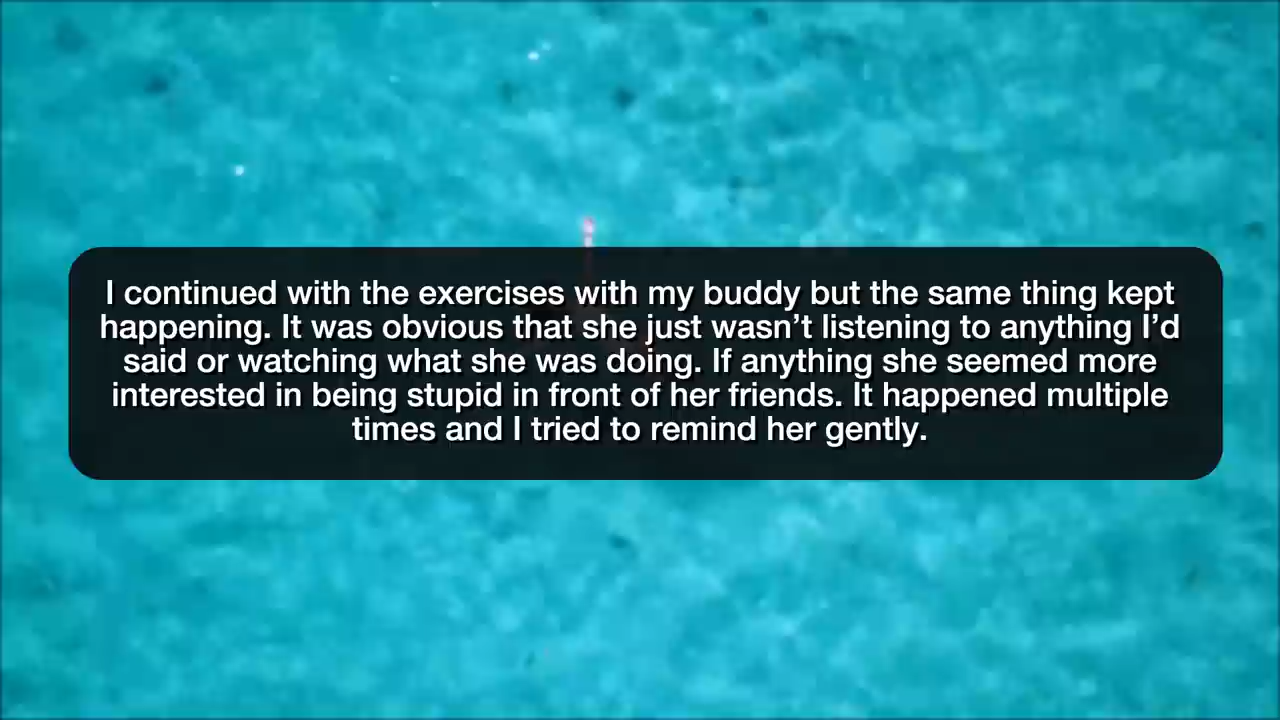 I continued with the exercises with my buddy but the same thing kept
happening. It was obvious that she just wasn’t listening to anything I’d
said or watching what she was doing. If anything she seemed more
interested in being stupid in front of her friends. It happened multiple
times and I tried to remind her gently.